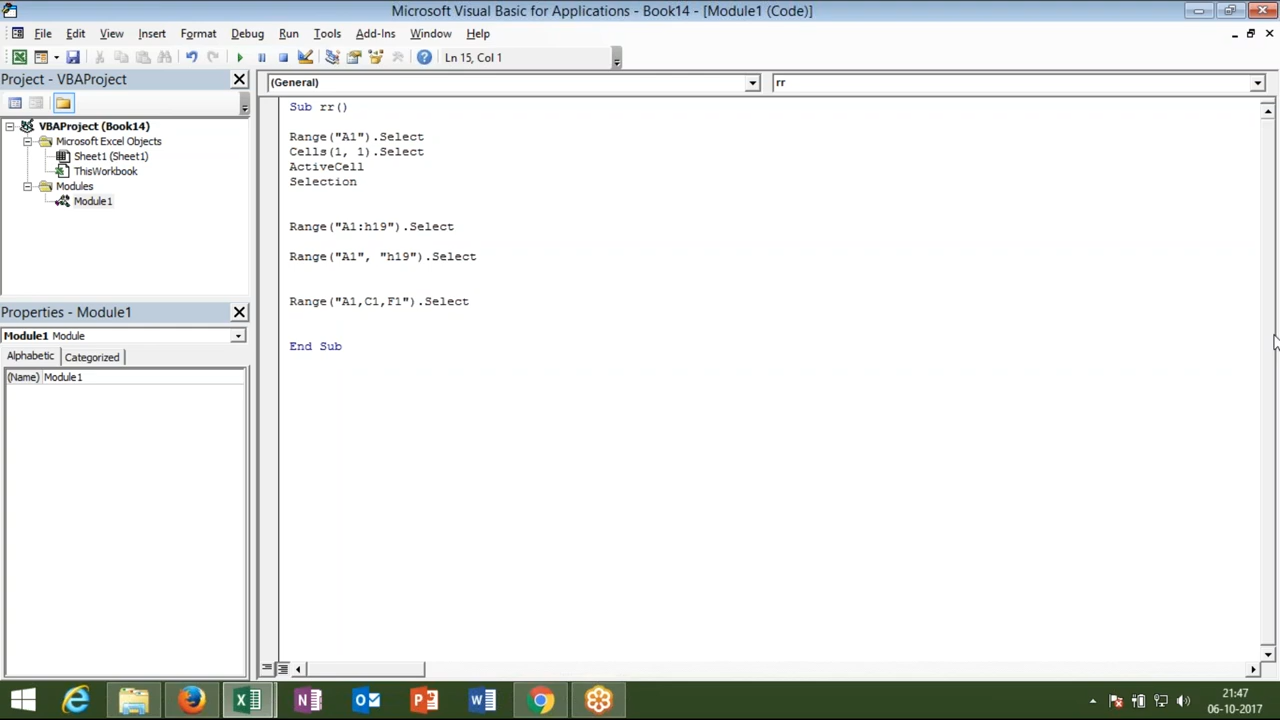 Microsoft Visual Basic for Applications - Book14 - [Module1 (Code)]
File Edit View Insert Format Debug Run Tools Add-Ins Window Help
Ln 15, Col 1
Project - VBAProject
(General)
rr
VBAProject (Book14)
Microsoft Excel Objects
Sheet1 (Sheet1)
ThisWorkbook
Modules
Module1
Sub rr()
Range("A1").Select
Cells(1, 1).Select
ActiveCell
Selection
Range("A1:h19").Select
Range("A1", "h19").Select
Range("A1,C1,F1").Select
End Sub
Properties - Module1
Module1 Module
Alphabetic Categorized
(Name) Module1
21:47
06-10-2017